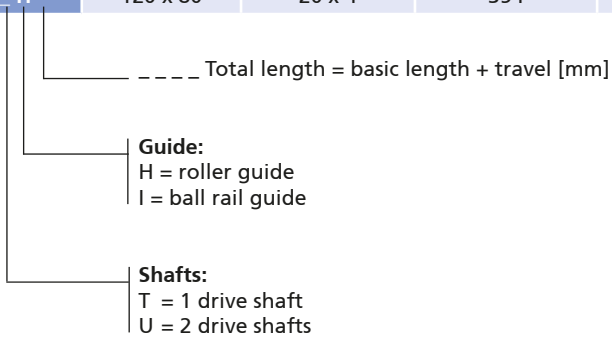 _ _ _ _ Total length = basic length + travel [mm]
Guide:
H = roller guide
I = ball rail guide
Shafts:
T = 1 drive shaft
U = 2 drive shafts